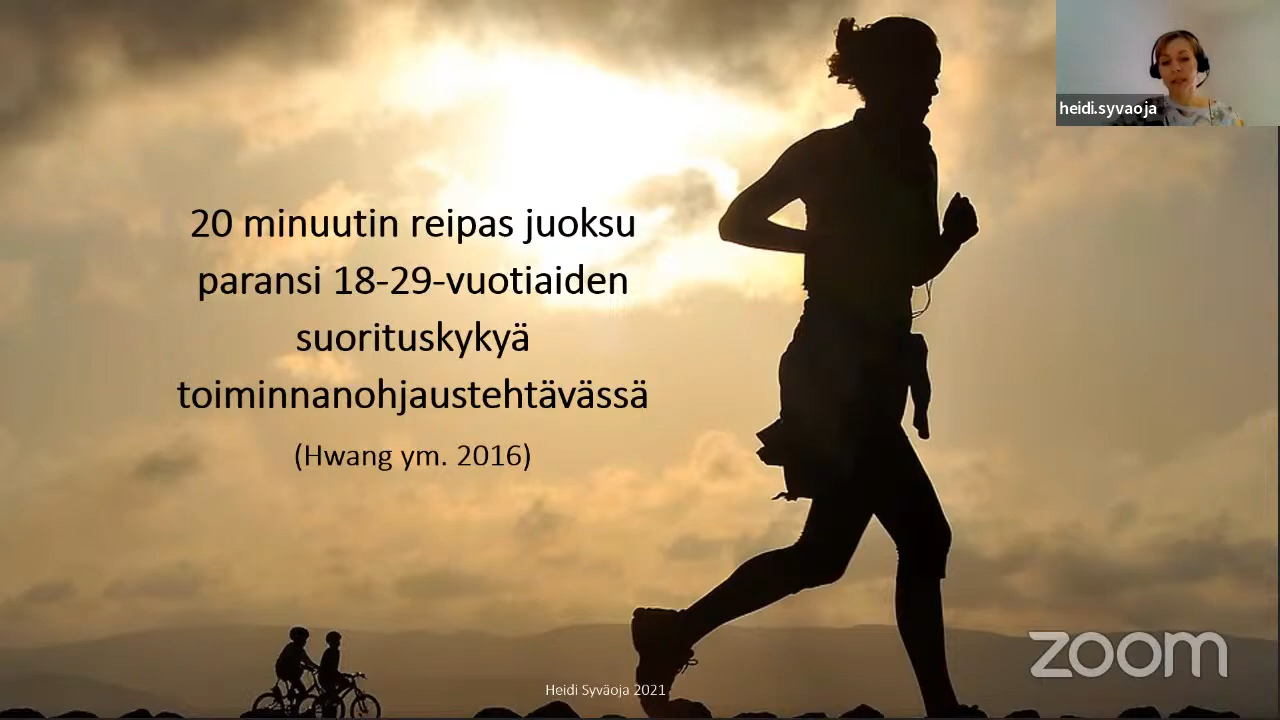 heidi.syvaoja
20 minuutin reipas juoksu
paransi 18-29-vuotiaiden
suorituskykyä
toiminnanohjaustehtävässä
(Hwang ym. 2016)
zoom
Heidi Syväoja 2021